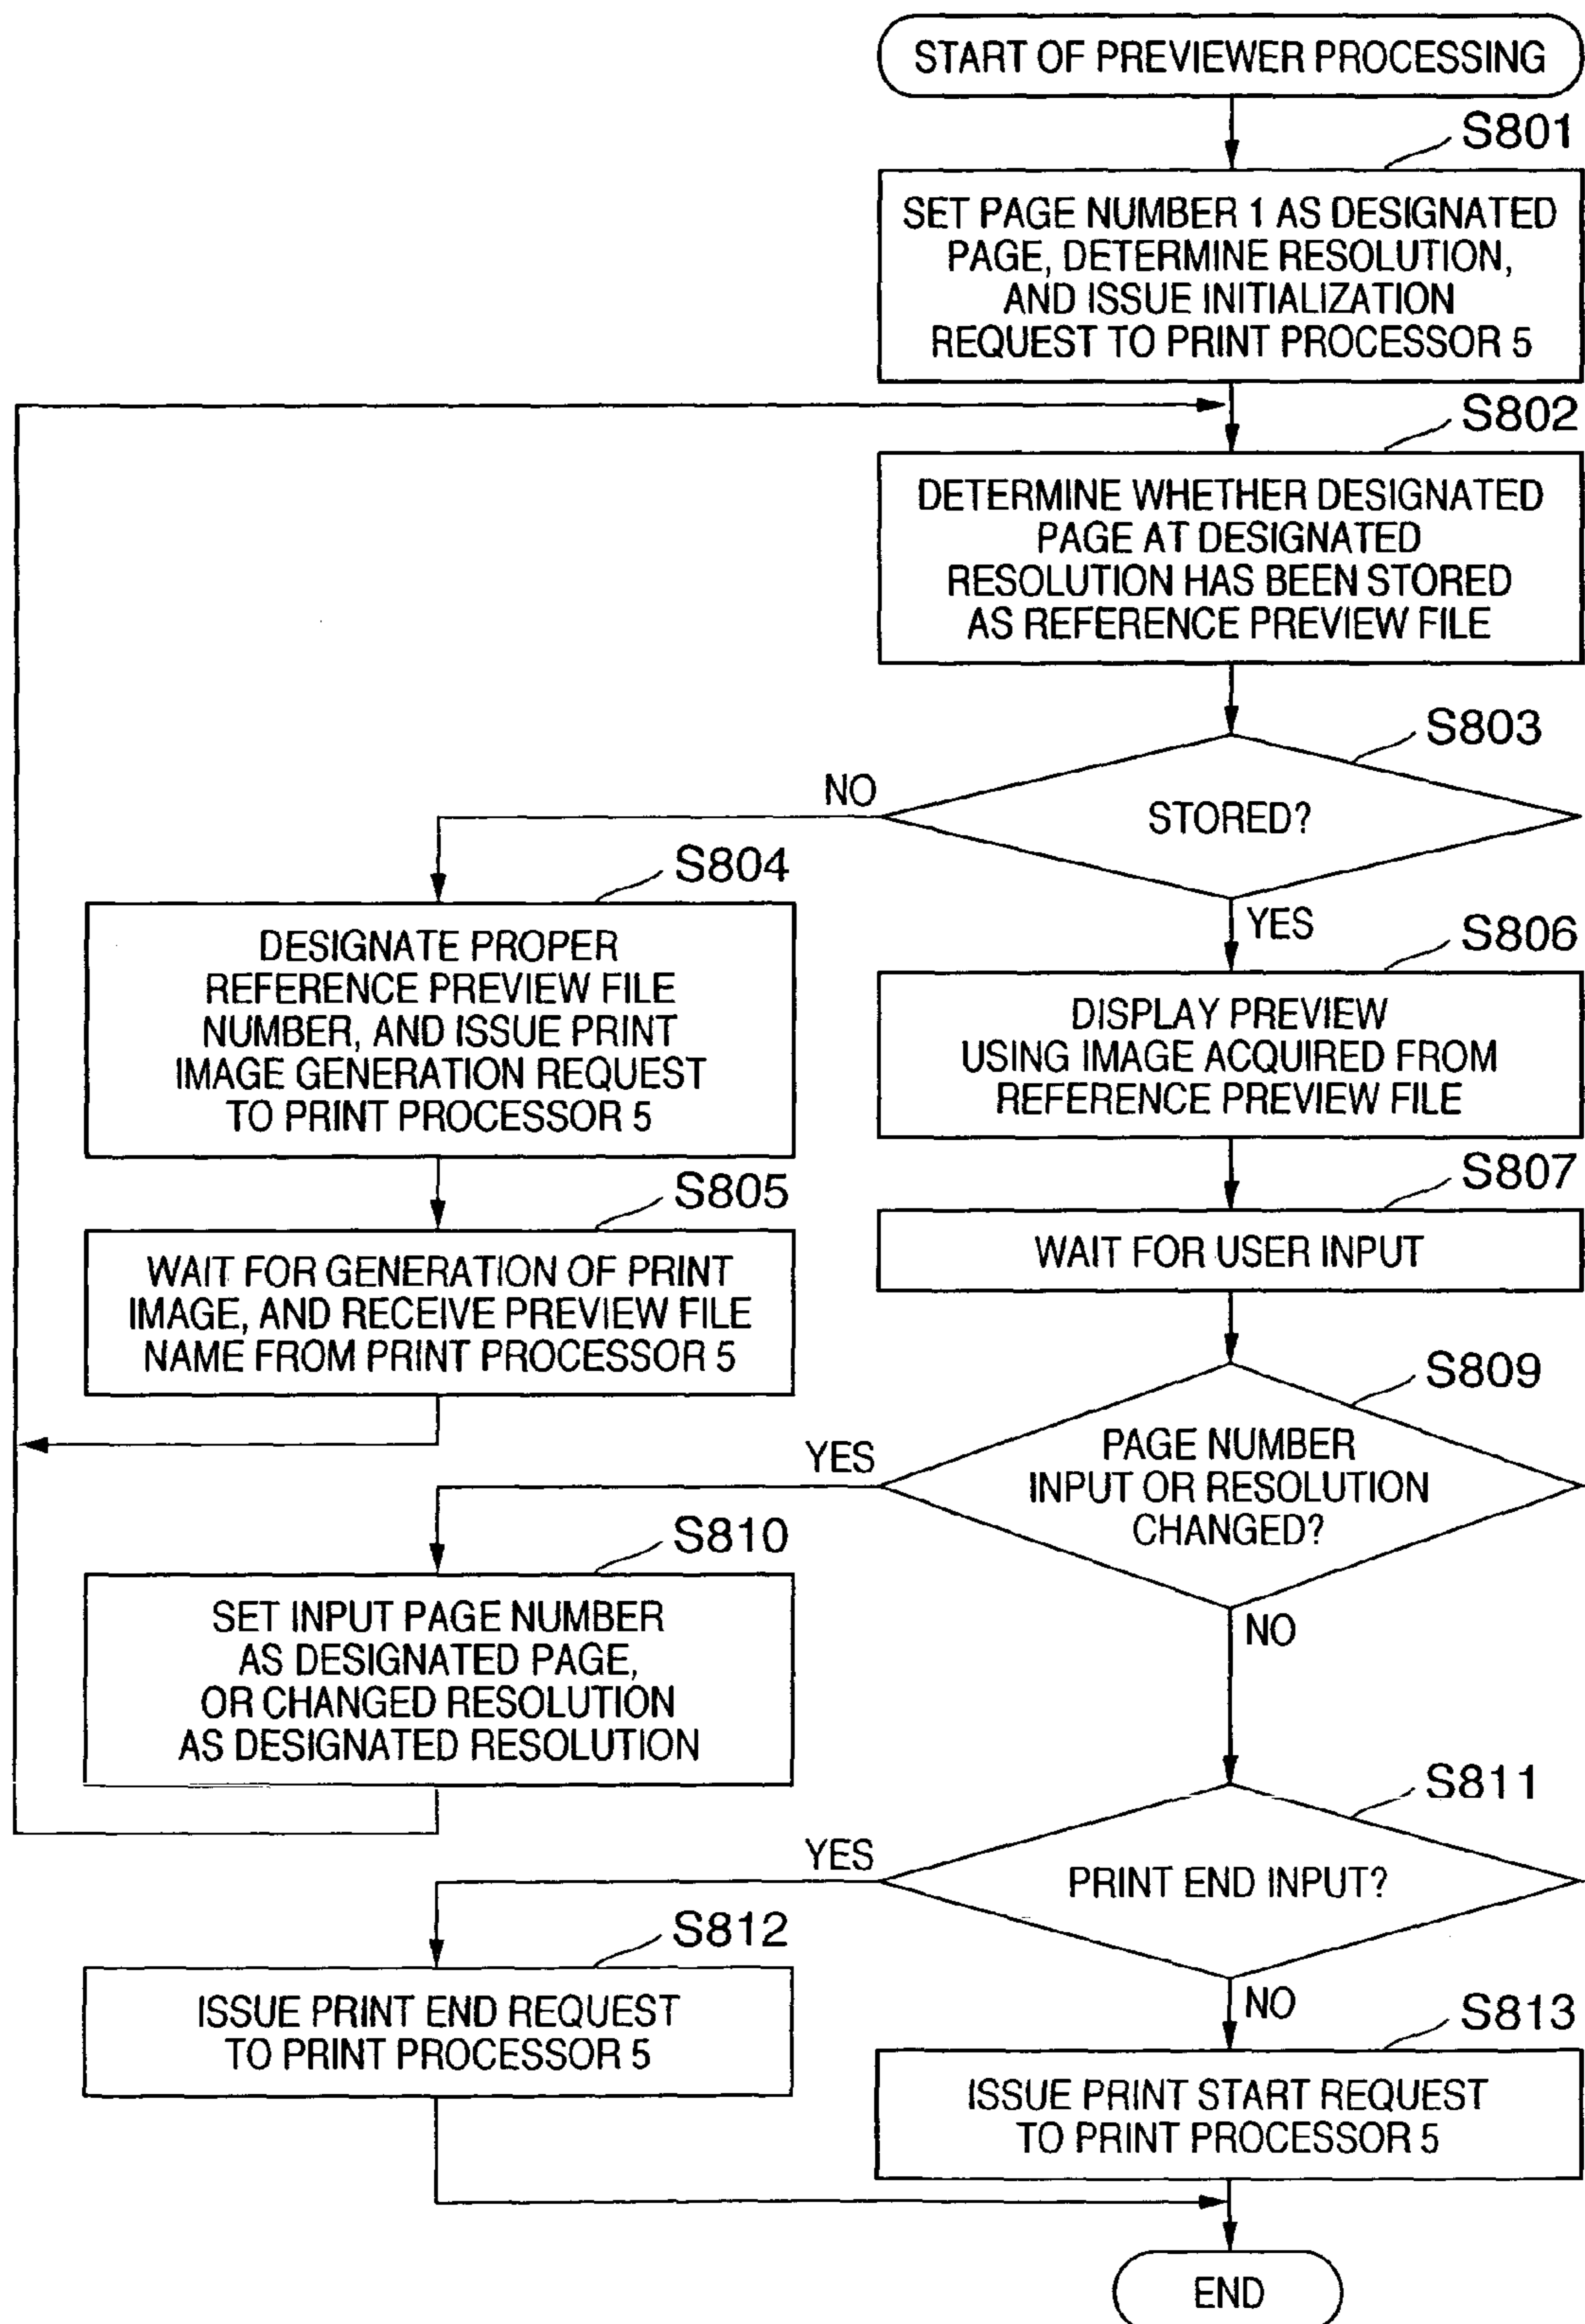 START OF PREVIEWER PROCESSING
S801
SET PAGE NUMBER 1 AS DESIGNATED
PAGE, DETERMINE RESOLUTION,
AND ISSUE INITIALIZATION
REQUEST TO PRINT PROCESSOR 5
S802
DETERMINE WHETHER DESIGNATED
PAGE AT DESIGNATED
RESOLUTION HAS BEEN STORED
AS REFERENCE PREVIEW FILE
S803
NO
STORED?
YES
S804
DESIGNATE PROPER
REFERENCE PREVIEW FILE
NUMBER, AND ISSUE PRINT
IMAGE GENERATION REQUEST
TO PRINT PROCESSOR 5
S806
DISPLAY PREVIEW
USING IMAGE ACQUIRED FROM
REFERENCE PREVIEW FILE
S805
WAIT FOR GENERATION OF PRINT
IMAGE, AND RECEIVE PREVIEW FILE
NAME FROM PRINT PROCESSOR 5
S807
WAIT FOR USER INPUT
S809
YES
PAGE NUMBER
INPUT OR RESOLUTION
CHANGED?
NO
S810
SET INPUT PAGE NUMBER
AS DESIGNATED PAGE,
OR CHANGED RESOLUTION
AS DESIGNATED RESOLUTION
S811
YES
PRINT END INPUT?
NO
S812
ISSUE PRINT END REQUEST
TO PRINT PROCESSOR 5
S813
ISSUE PRINT START REQUEST
TO PRINT PROCESSOR 5
END